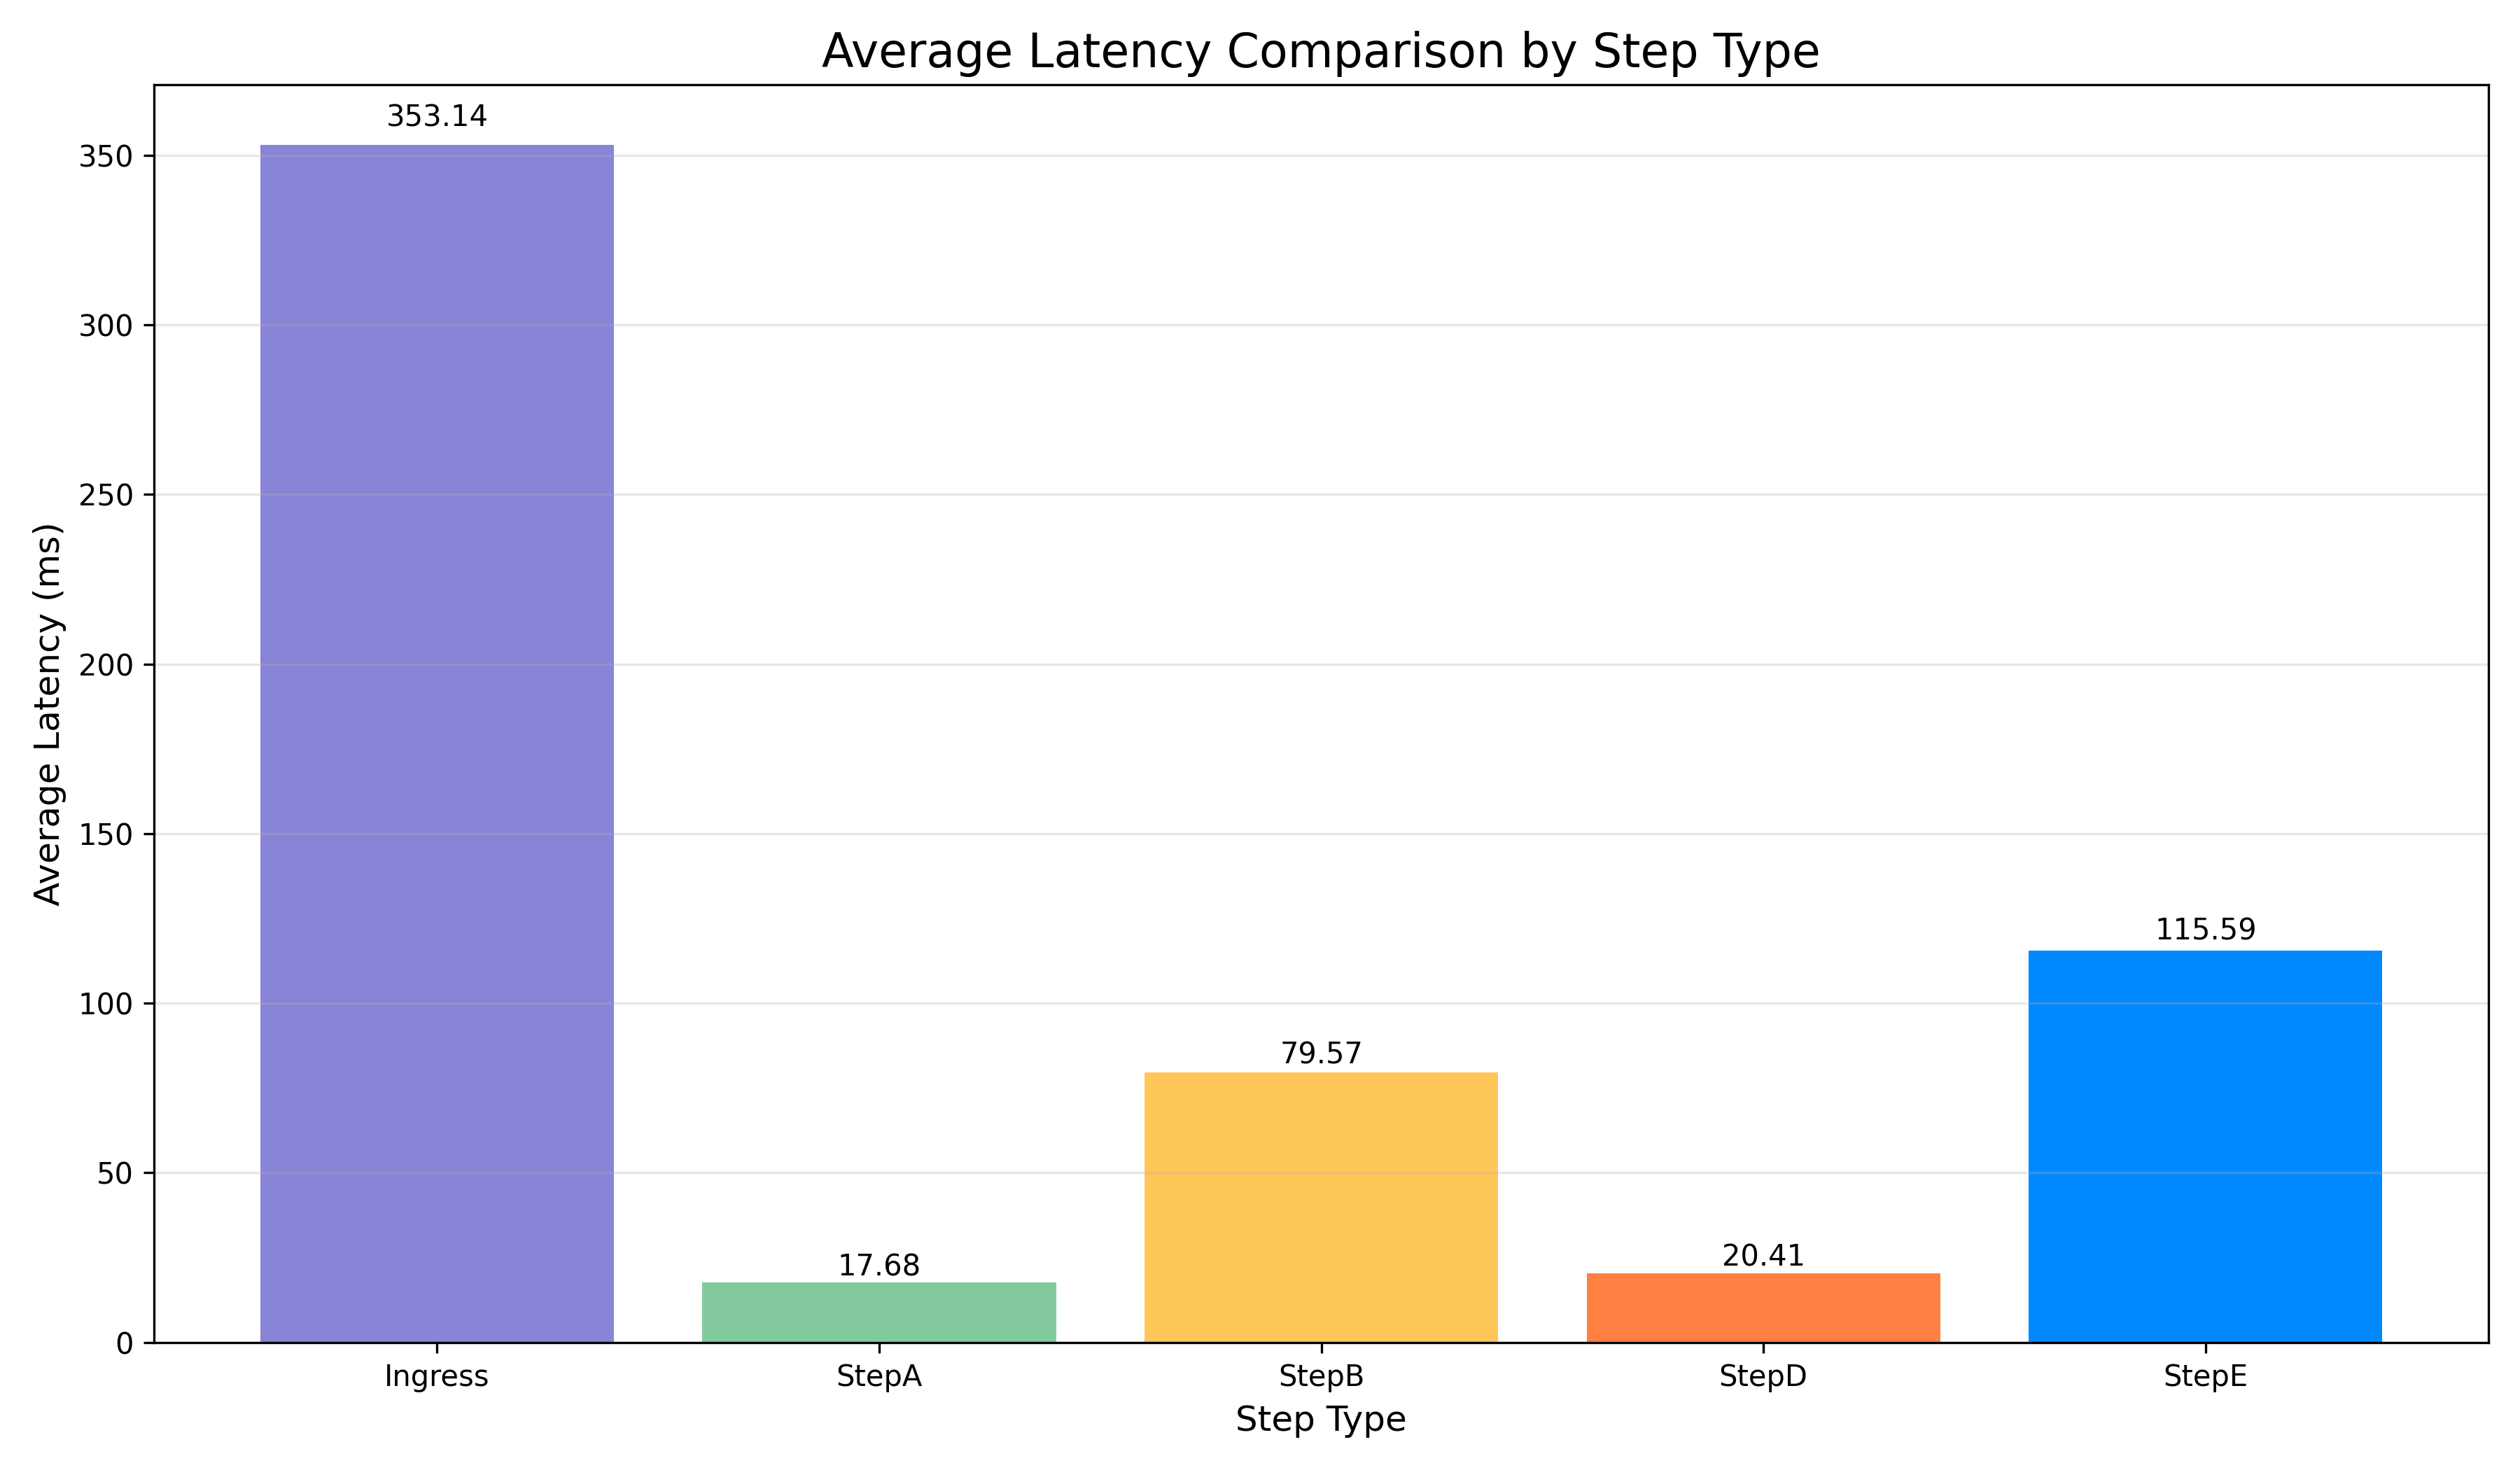 Average Latency Comparison by Step Type
Average Latency (ms)
350
300
250
200
150
100
50
0
353.14
17.68
79.57
20.41
115.59
Ingress
StepA
StepB
StepD
StepE
Step Type